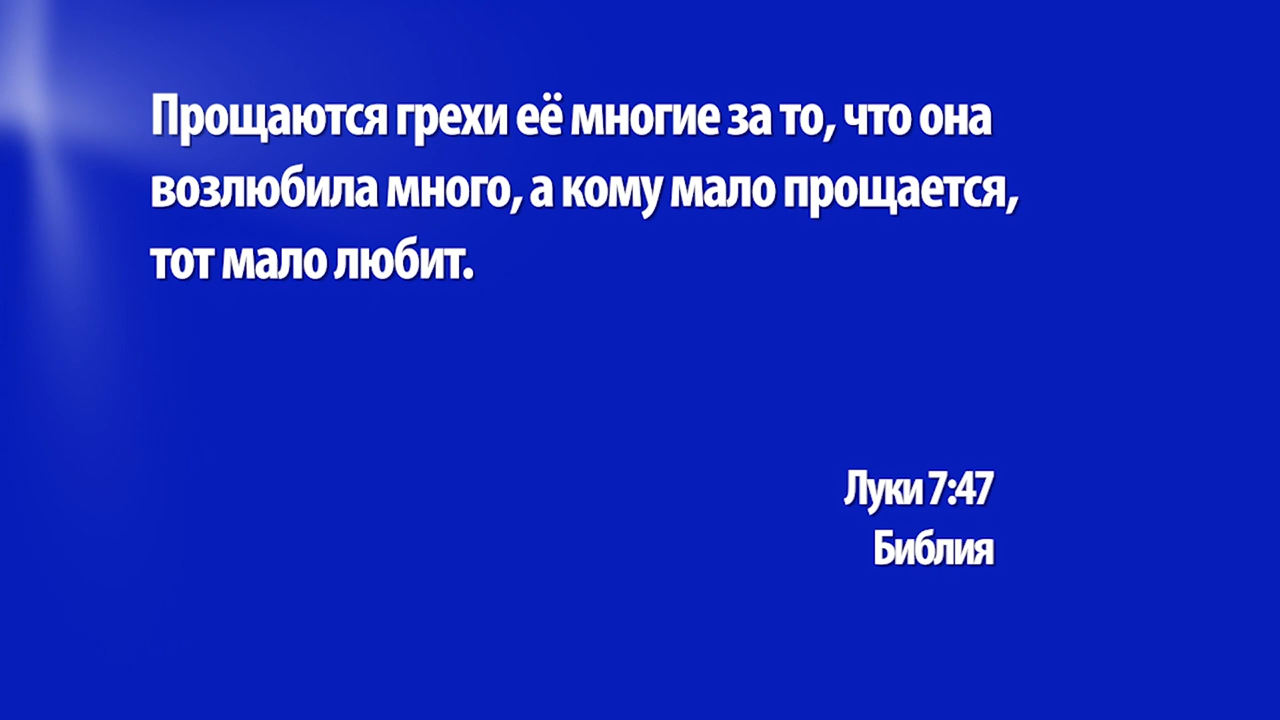 Прощаются грехи её многие за то, что она
возлюбила много, а кому мало прощается,
тот мало любит.
Луки 7:47
Библия